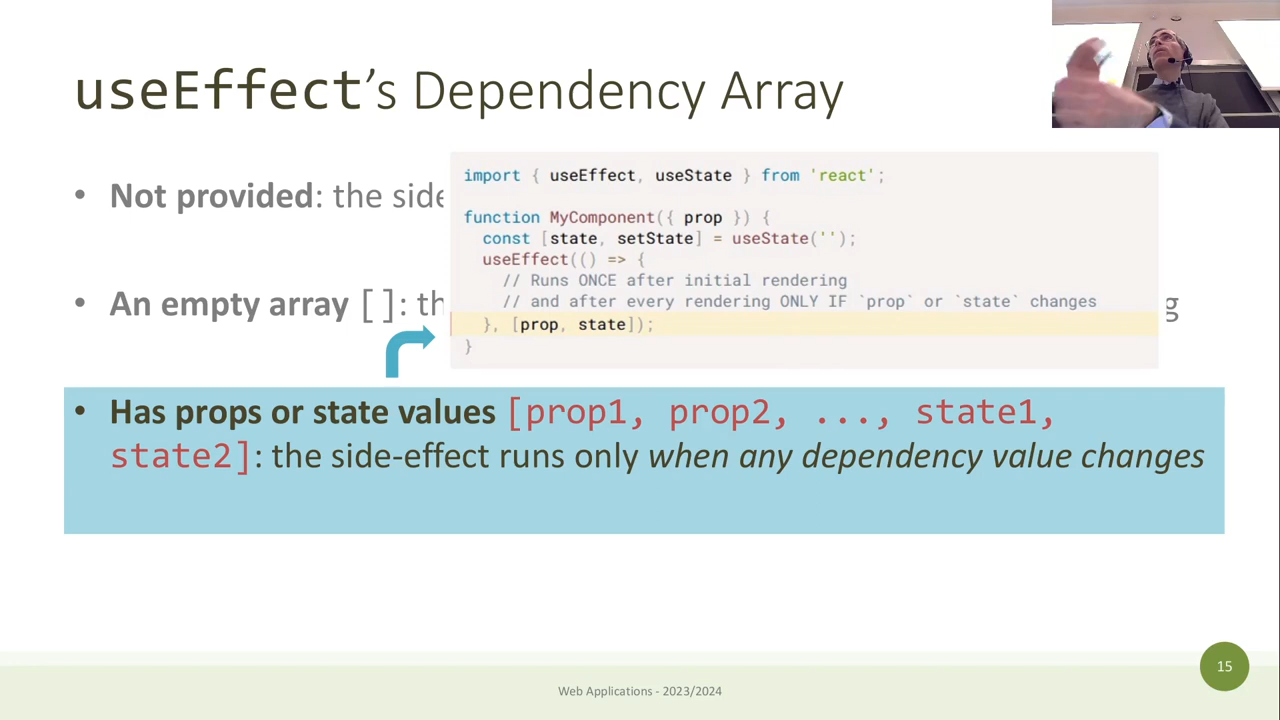 useEffect's Dependency Array
• Not provided: the side
import { useEffect, useState } from 'react';
function MyComponent({ prop }) {
const [state, setState] = useState('');
useEffect(() => {
// Runs ONCE after initial rendering
// and after every rendering ONLY IF `prop` or `state` changes
}, [prop, state]);
}
• An empty array []: th g
• Has props or state values [prop1, prop2, ..., state1,
state2]: the side-effect runs only when any dependency value changes
15
Web Applications - 2023/2024